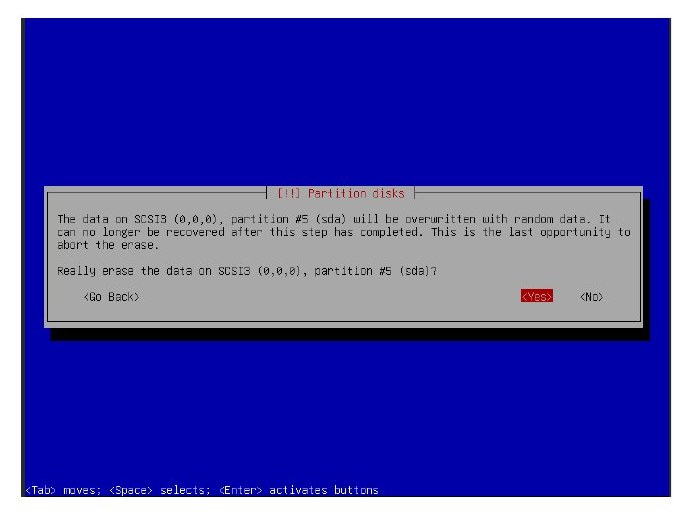 [!!] Partition disks
The data on SCSI3 (0,0,0), partition #5 (sda) will be overwritten with random data. It
can no longer be recovered after this step has completed. This is the last opportunity to
abort the erase.
Really erase the data on SCSI3 (0,0,0), partition #5 (sda)?
<Go Back> <Yes> <No>
<Tab> moves; <Space> selects; <Enter> activates buttons